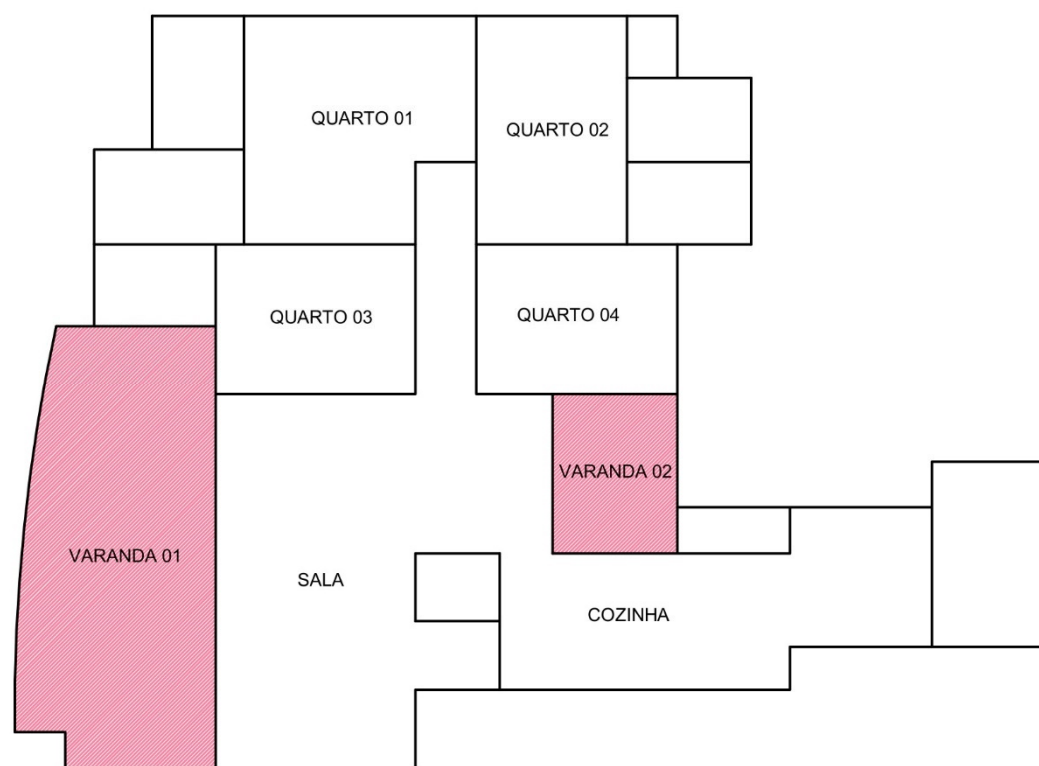 QUARTO 01
QUARTO 02
QUARTO 03
QUARTO 04
VARANDA 02
VARANDA 01
SALA
COZINHA